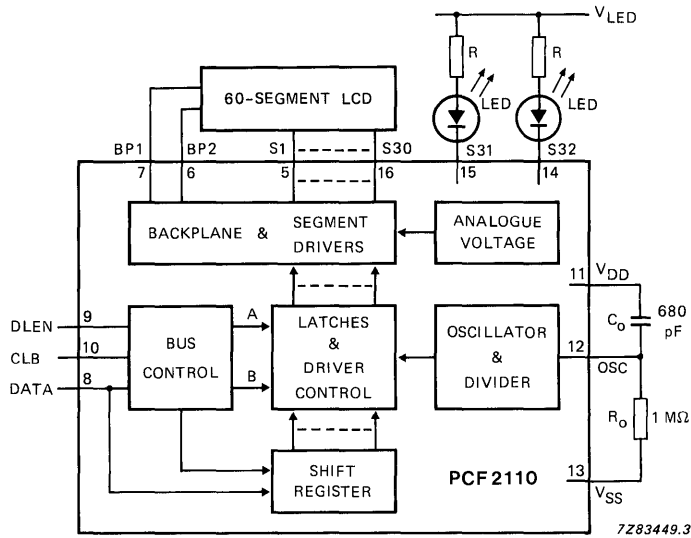 V_LED
R
R
LED
LED
60-SEGMENT LCD
BP1
BP2
S1
S30
S31
S32
7
6
5
16
15
14
BACKPLANE & SEGMENT DRIVERS
ANALOGUE
VOLTAGE
11
V_DD
C_o
680
pF
DLEN
9
CLB
10
DATA
8
BUS
CONTROL
A
B
LATCHES
&
DRIVER
CONTROL
OSCILLATOR
&
DIVIDER
12
OSC
R_o
1 MΩ
SHIFT
REGISTER
PCF2110
13
V_SS
7Z83449.3